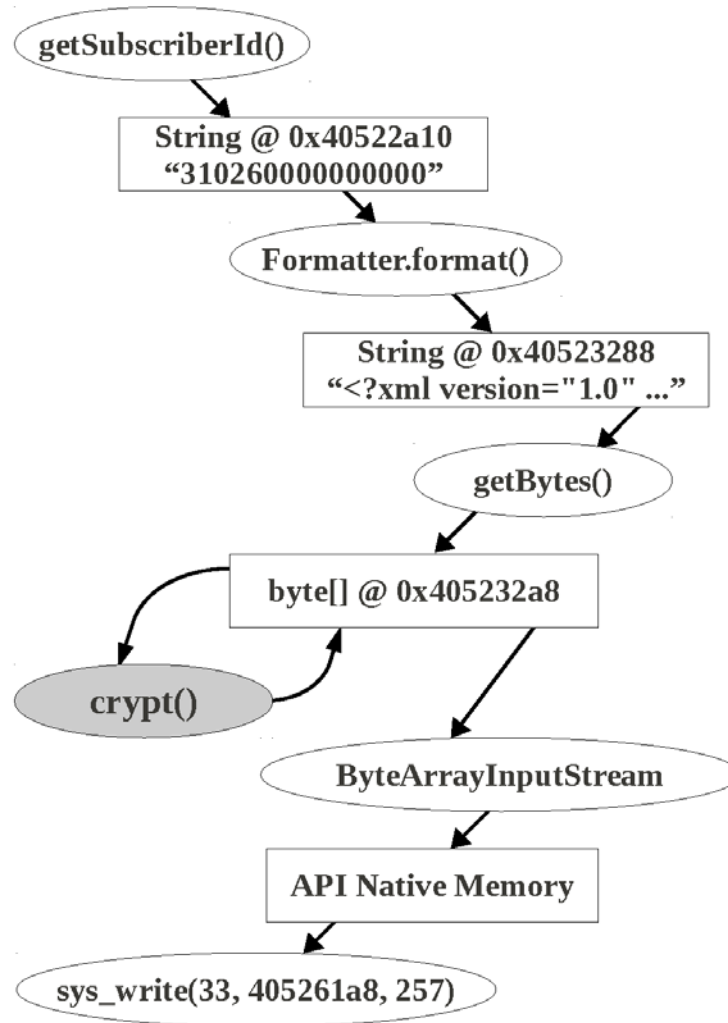 getSubscriberId()
String @ 0x40522a10
“310260000000000”
Formatter.format()
String @ 0x40523288
“<?xml version="1.0" ...”
getBytes()
byte[] @ 0x405232a8
crypt()
ByteArrayInputStream
API Native Memory
sys_write(33, 405261a8, 257)